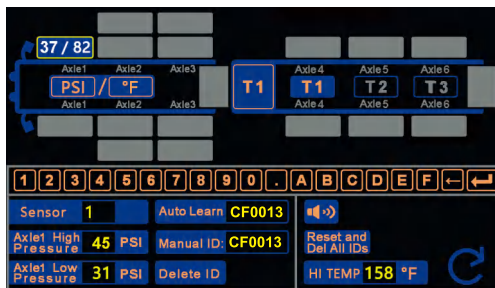 37 / 82
Axle1 Axle2 Axle3 Axle4 Axle5 Axle6
PSI / °F T1 T1 T2 T3
Axle1 Axle2 Axle3 Axle4 Axle5 Axle6
1 2 3 4 5 6 7 8 9 0 . A B C D E F ← ↵
Sensor 1 Auto Learn CF0013
Axle1 High Pressure 45 PSI Manual ID: CF0013 Reset and Del All IDs
Axle1 Low Pressure 31 PSI Delete ID HI TEMP 158 °F